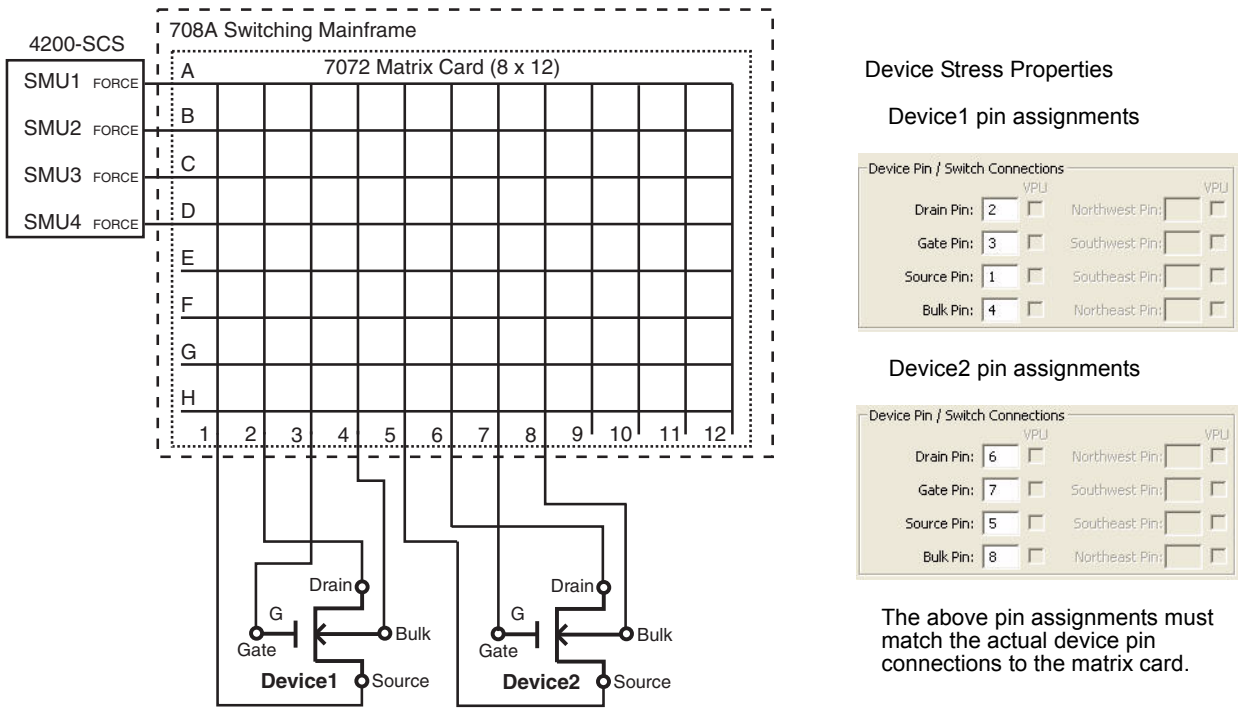 4200-SCS
SMU1 FORCE
SMU2 FORCE
SMU3 FORCE
SMU4 FORCE
708A Switching Mainframe
7072 Matrix Card (8 x 12)
A
B
C
D
E
F
G
H
1 2 3 4 5 6 7 8 9 10 11 12
Drain
G
Gate
Bulk
Device1
Source
Drain
G
Gate
Bulk
Device2
Source
Device Stress Properties
Device1 pin assignments
Device Pin / Switch Connections
VPU VPU
Drain Pin: 2 Northwest Pin:
Gate Pin: 3 Southwest Pin:
Source Pin: 1 Southeast Pin:
Bulk Pin: 4 Northeast Pin:
Device2 pin assignments
Device Pin / Switch Connections
VPU VPU
Drain Pin: 6 Northwest Pin:
Gate Pin: 7 Southwest Pin:
Source Pin: 5 Southeast Pin:
Bulk Pin: 8 Northeast Pin:
The above pin assignments must
match the actual device pin
connections to the matrix card.